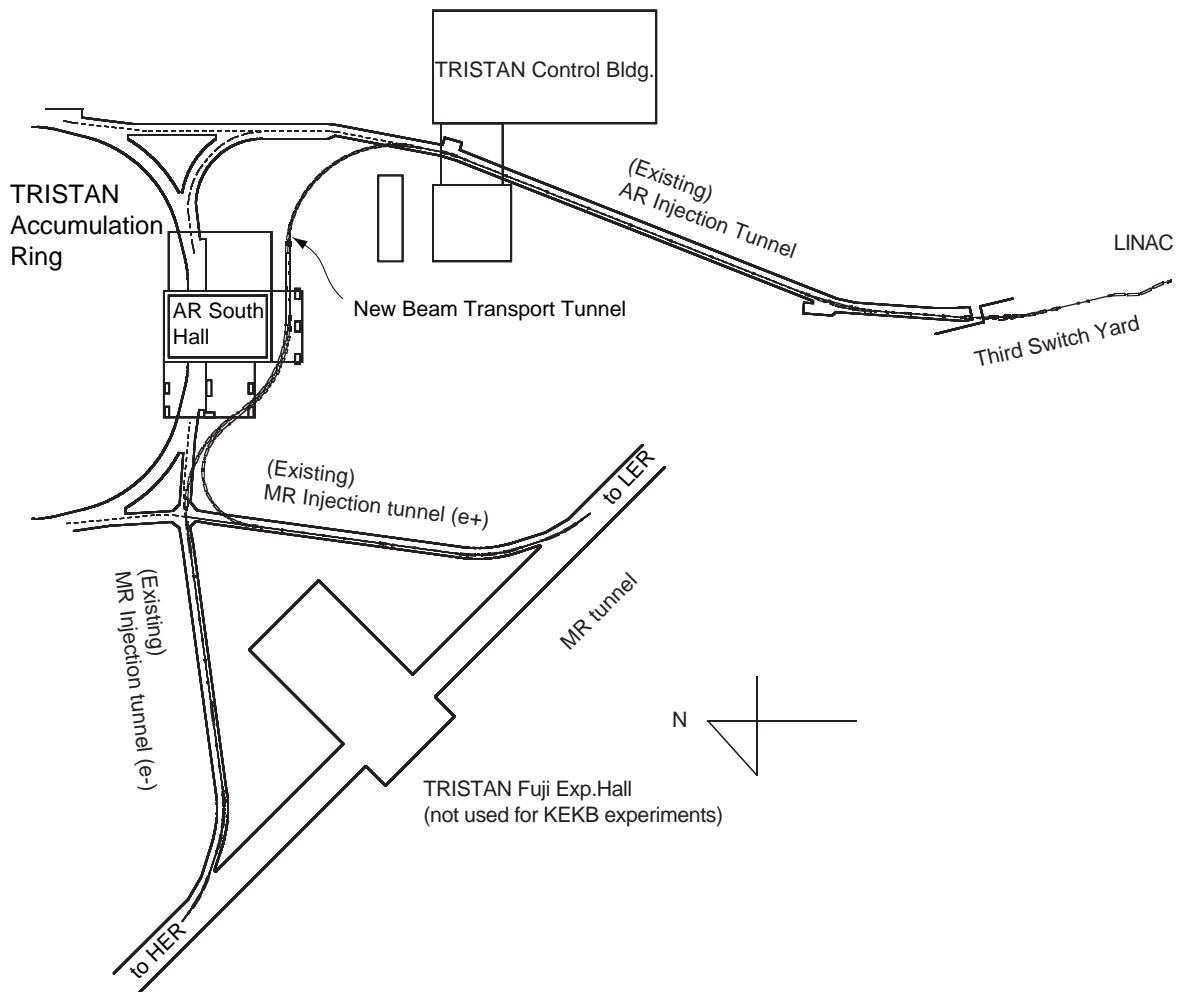 TRISTAN Control Bldg.
(Existing)
AR Injection Tunnel
TRISTAN
Accumulation
Ring
LINAC
AR South
Hall
New Beam Transport Tunnel
Third Switch Yard
(Existing)
MR Injection tunnel (e+)
to LER
(Existing)
MR Injection tunnel (e-)
MR tunnel
N
TRISTAN Fuji Exp.Hall
(not used for KEKB experiments)
to HER